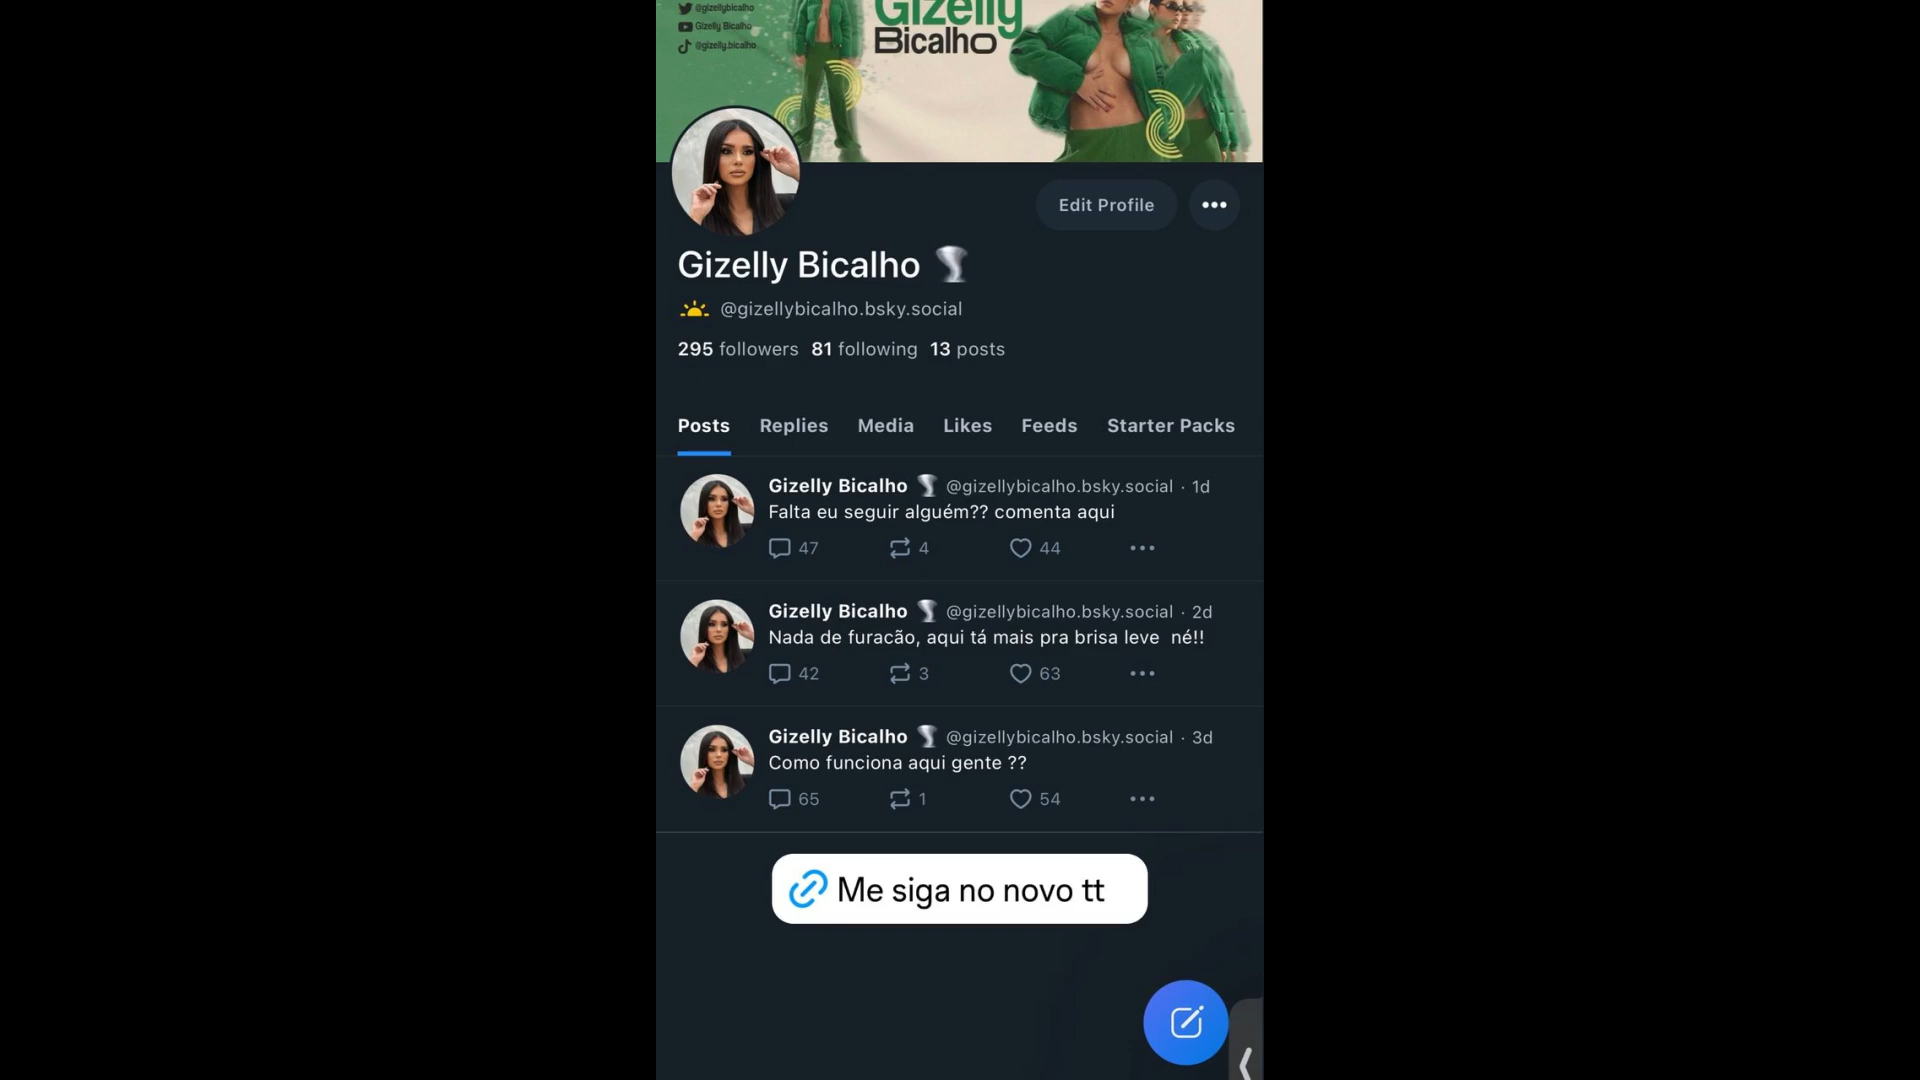 @gizellybicalho
Gizelly Bicalho
@gizelly.bicalho
Gizelly
Bicalho
Edit Profile
Gizelly Bicalho
@gizellybicalho.bsky.social
295 followers 81 following 13 posts
Posts Replies Media Likes Feeds Starter Packs
Gizelly Bicalho @gizellybicalho.bsky.social · 1d
Falta eu seguir alguém?? comenta aqui
47 4 44
Gizelly Bicalho @gizellybicalho.bsky.social · 2d
Nada de furacão, aqui tá mais pra brisa leve né!!
42 3 63
Gizelly Bicalho @gizellybicalho.bsky.social · 3d
Como funciona aqui gente ??
65 1 54
Me siga no novo tt